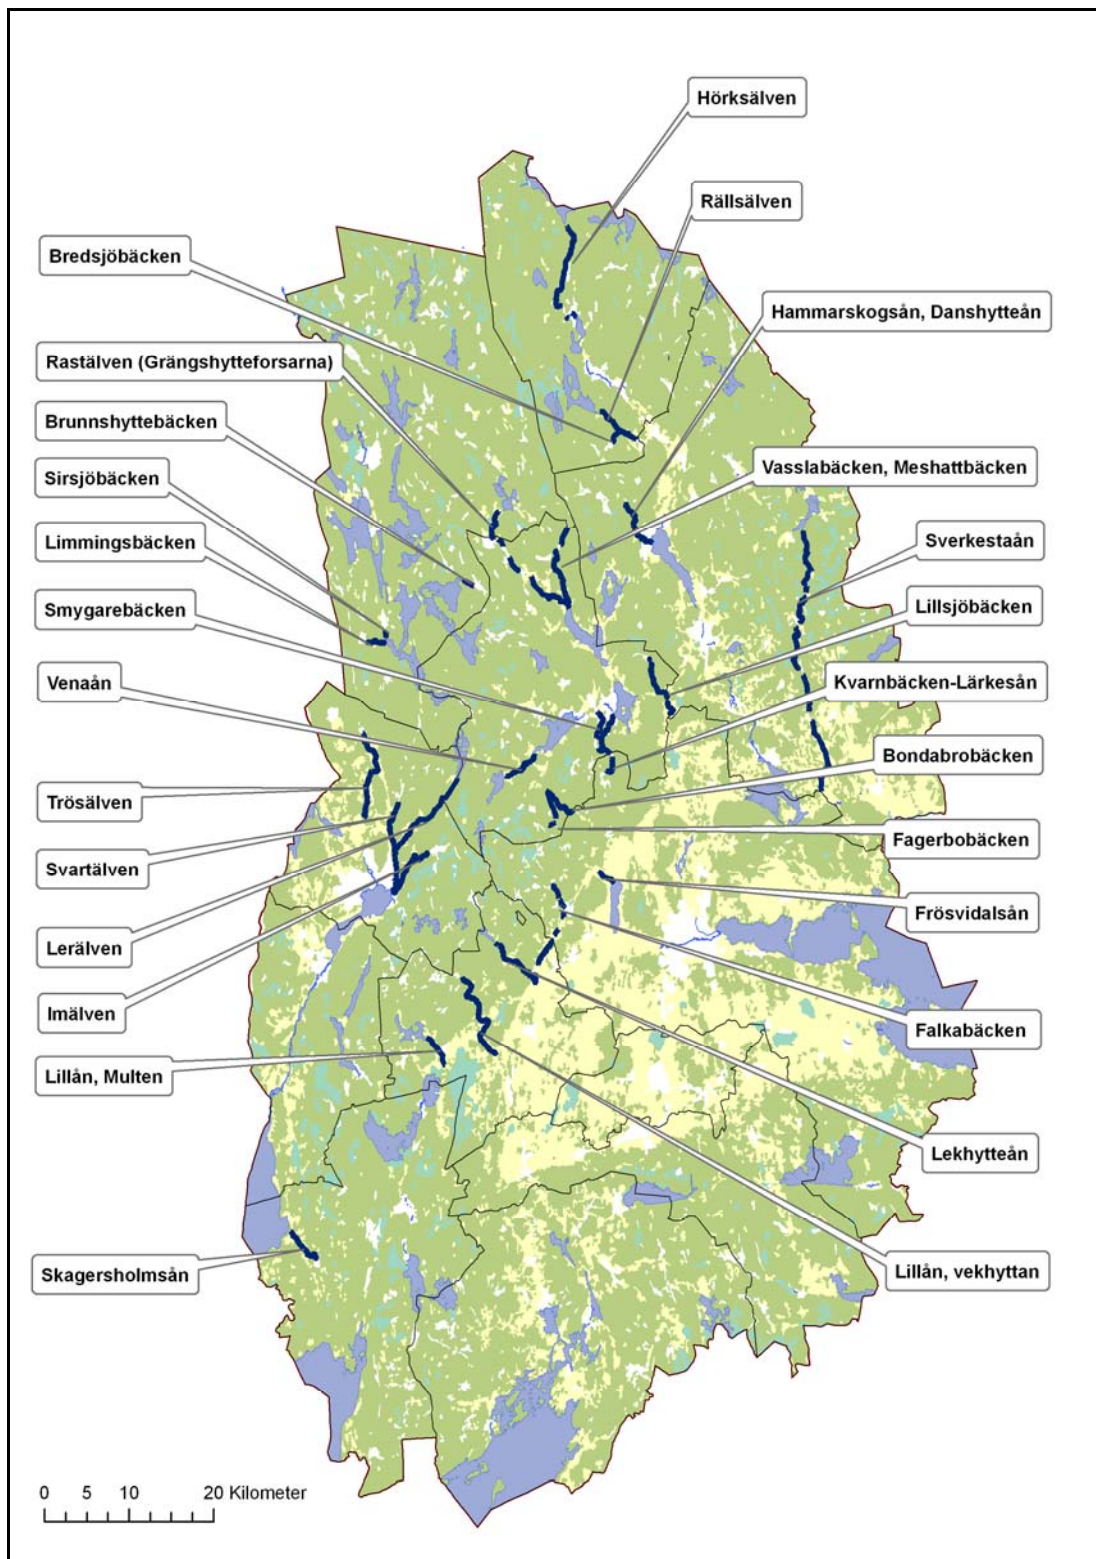 Hörksälven
Rällsälven
Bredsjöbäcken
Hammarskogsån, Danshytteån
Rastälven (Grängshytteforsarna)
Brunnshyttebäcken
Vasslabäcken, Meshattbäcken
Sirsjöbäcken
Limmingsbäcken
Sverkestaån
Smygarebäcken
Lillsjöbäcken
Venaån
Kvarnbäcken-Lärkesån
Bondabrobäcken
Trösälven
Fagerbobäcken
Svartälven
Frösvidalsån
Lerälven
Imälven
Falkabäcken
Lillån, Multen
Lekhytteån
Skagersholmsån
Lillån, vekhyttan
0 5 10 20 Kilometer